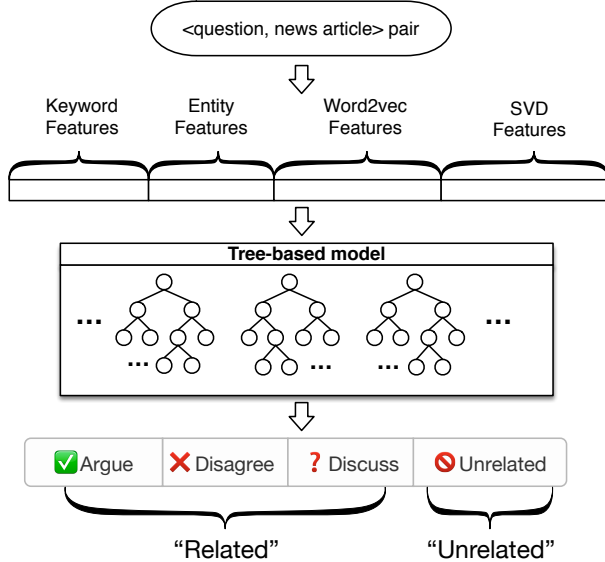 <question, news article> pair
Keyword
Features
Entity
Features
Word2vec
Features
SVD
Features
Tree-based model
... ...
... ... ...
Argue Disagree ? Discuss Unrelated
“Related” “Unrelated”